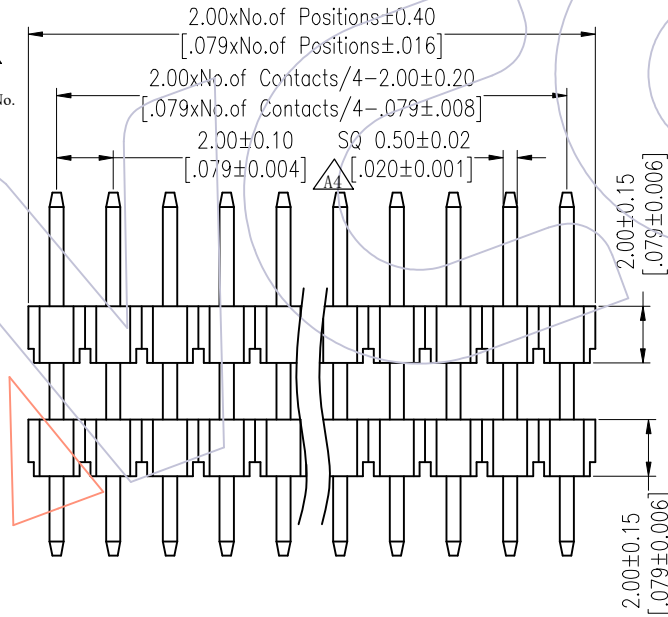 2.00xNo.of Positions±0.40
[.079xNo.of Positions±.016]
No.
2.00xNo.of Contacts/4-2.00±0.20
[.079xNo.of Contacts/4-.079±.008]
2.00±0.10
[.079±0.004]
SQ 0.50±0.02
[.020±0.001]
A4
2.00±0.15
[.079±0.006]
2.00±0.15
[.079±0.006]